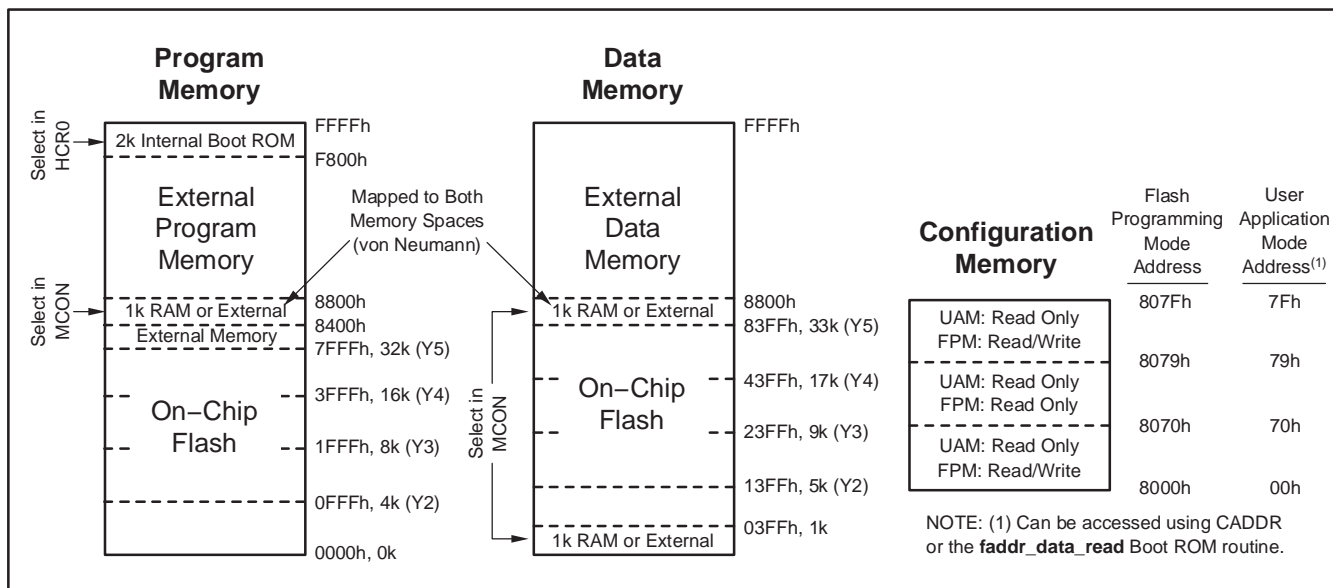 Program
Memory
Select in
HCR0
2k Internal Boot ROM
FFFFh
F800h
External
Program
Memory
Mapped to Both
Memory Spaces
(von Neumann)
Select in
MCON
1k RAM or External
8800h
8400h
External Memory
7FFFh, 32k (Y5)
3FFFh, 16k (Y4)
On−Chip
Flash
1FFFh, 8k (Y3)
0FFFh, 4k (Y2)
0000h, 0k
Data
Memory
FFFFh
External
Data
Memory
8800h
1k RAM or External
83FFh, 33k (Y5)
Select in
MCON
43FFh, 17k (Y4)
On−Chip
Flash
23FFh, 9k (Y3)
13FFh, 5k (Y2)
03FFh, 1k
1k RAM or External
Configuration
Memory
Flash
Programming
Mode
Address
User
Application
Mode
Address(1)
807Fh 7Fh
UAM: Read Only
FPM: Read/Write
8079h 79h
UAM: Read Only
FPM: Read Only
8070h 70h
UAM: Read Only
FPM: Read/Write
8000h 00h
NOTE: (1) Can be accessed using CADDR
or the faddr_data_read Boot ROM routine.